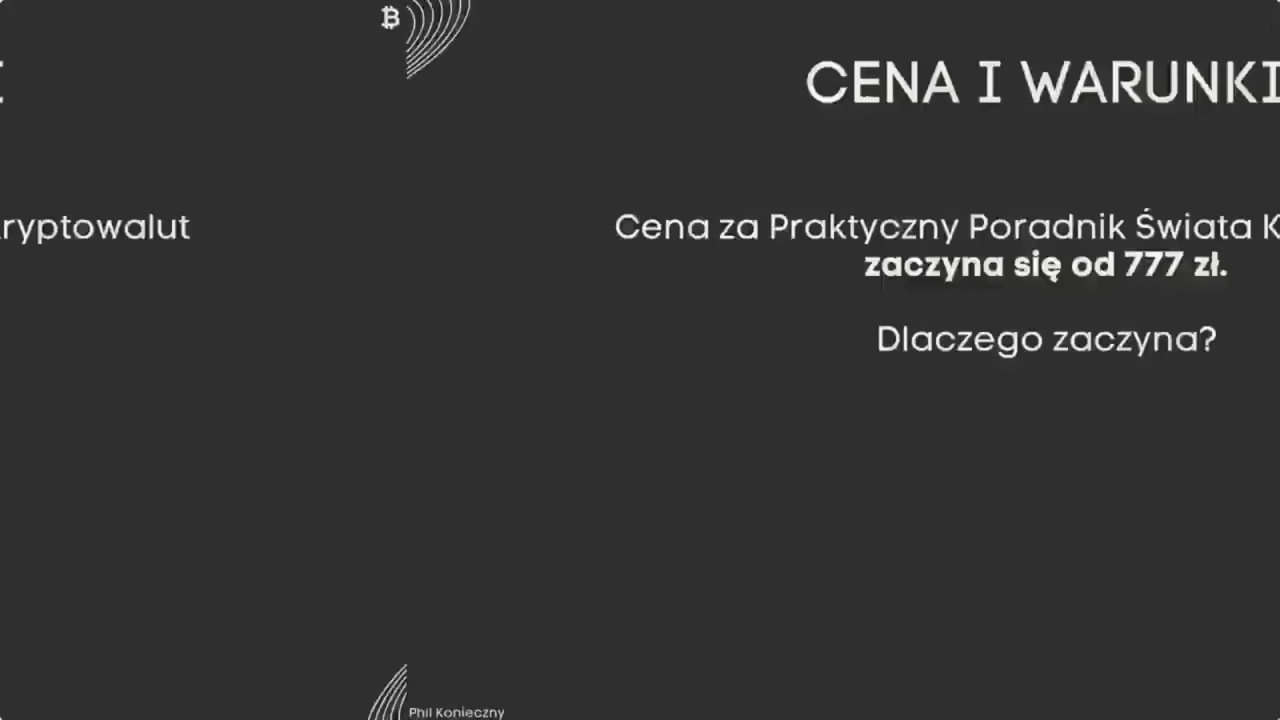 CENA I WARUNKI
ryptowalut
Cena za Praktyczny Poradnik Świata K
zaczyna się od 777 zł.
Dlaczego zaczyna?
Phil Konieczny